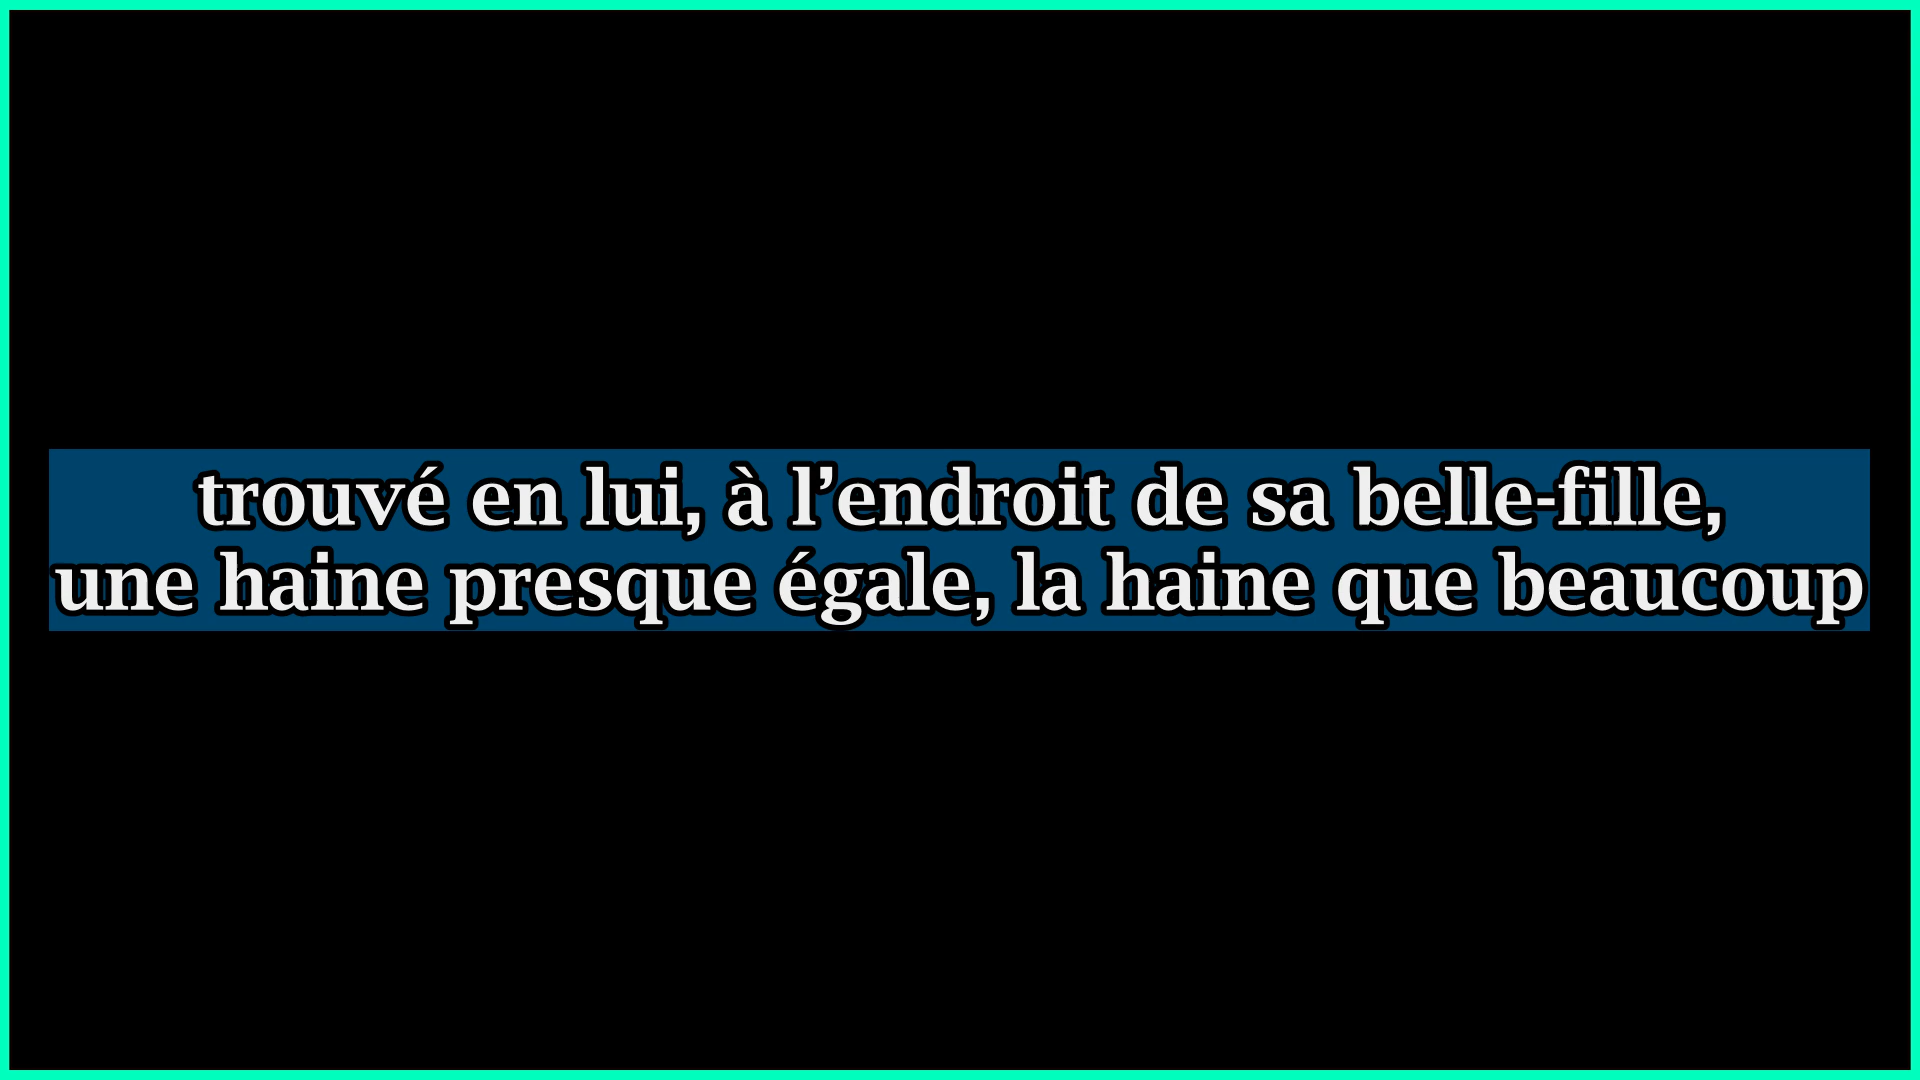 trouvé en lui, à l’endroit de sa belle-fille,
une haine presque égale, la haine que beaucoup